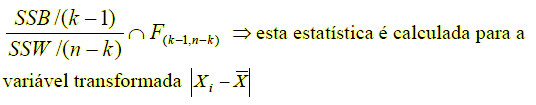 SSB/(k−1)
SSW/(n−k) ∩ F(k−1,n−k) ⇒ esta estatística é calculada para a
variável transformada |Xi − X̅|